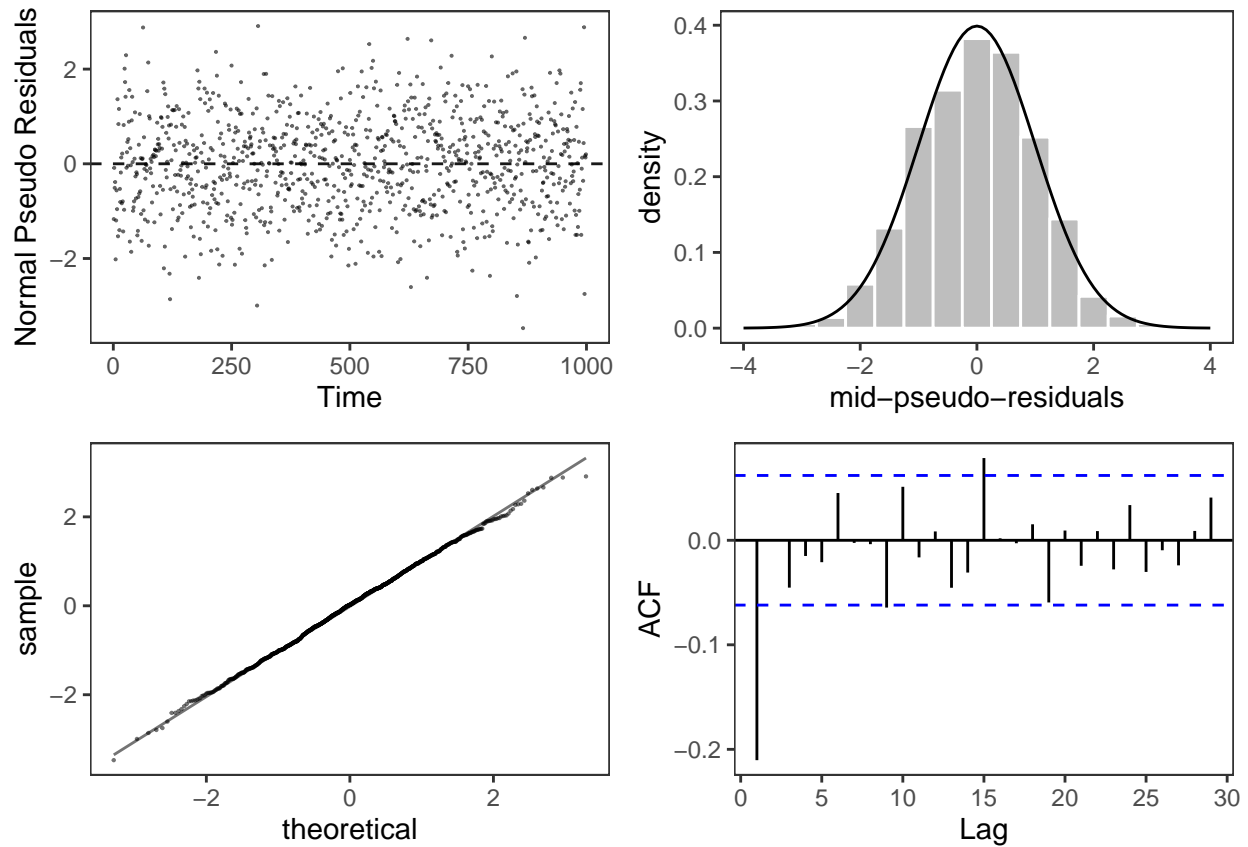 Normal Pseudo Residuals
2
0
−2
0 250 500 750 1000
Time
density
0.4
0.3
0.2
0.1
0.0
−4 −2 0 2 4
mid−pseudo−residuals
sample
2
0
−2
−2 0 2
theoretical
ACF
0.0
−0.1
−0.2
0 5 10 15 20 25 30
Lag